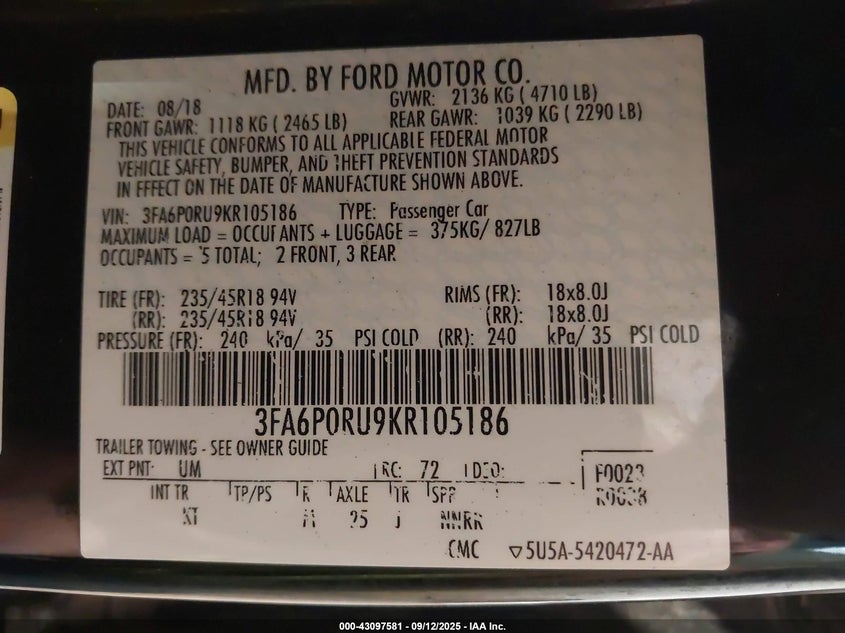 MFD. BY FORD MOTOR CO.
DATE: 08/18 GVWR: 2136 KG ( 4710 LB)
FRONT GAWR: 1118 KG ( 2465 LB) REAR GAWR: 1039 KG ( 2290 LB)
THIS VEHICLE CONFORMS TO ALL APPLICABLE FEDERAL MOTOR
VEHICLE SAFETY, BUMPER, AND THEFT PREVENTION STANDARDS
IN EFFECT ON THE DATE OF MANUFACTURE SHOWN ABOVE.
VIN: 3FA6P0RU9KR105186 TYPE: Passenger Car
MAXIMUM LOAD = OCCUPANTS + LUGGAGE = 375KG/ 827LB
OCCUPANTS = 5 TOTAL; 2 FRONT, 3 REAR
TIRE (FR): 235/45R18 94V RIMS (FR): 18x8.0J
(RR): 235/45R18 94V (RR): 18x8.0J
PRESSURE (FR): 240 kPa/ 35 PSI COLD (RR): 240 kPa/ 35 PSI COLD
3FA6P0RU9KR105186
TRAILER TOWING - SEE OWNER GUIDE
EXT PNT: UM RC: 72 DSO: F0023
INT TR TP/PS R AXLE TR SPR
J NNRR
CMC ▽5U5A-5420472-AA
000-43097581 - 09/12/2025 - IAA Inc.